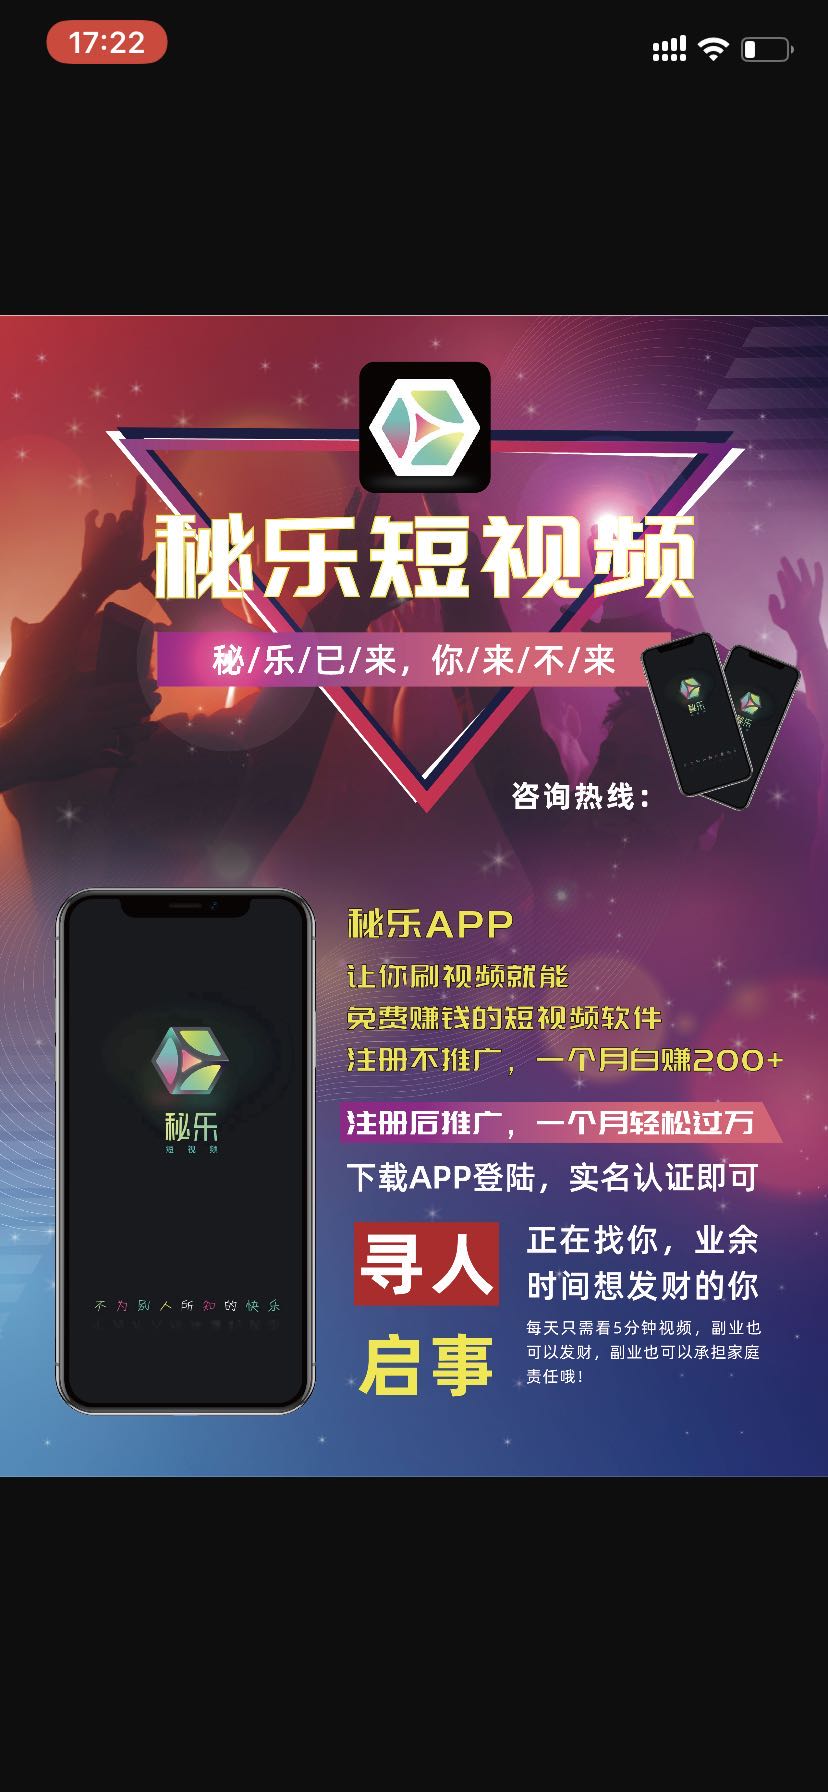 17:22
秘乐短视频
秘/乐/已/来，你/来/不/来
秘乐
秘乐
咨询热线：
秘乐APP
让你刷视频就能
免费赚钱的短视频软件
注册不推广，一个月白赚200+
注册后推广，一个月轻松过万
下载APP登陆，实名认证即可
秘乐
短视频
不为别人所知的快乐
寻人
启事
正在找你，业余
时间想发财的你
每天只需看5分钟视频，副业也
可以发财，副业也可以承担家庭
责任哦！